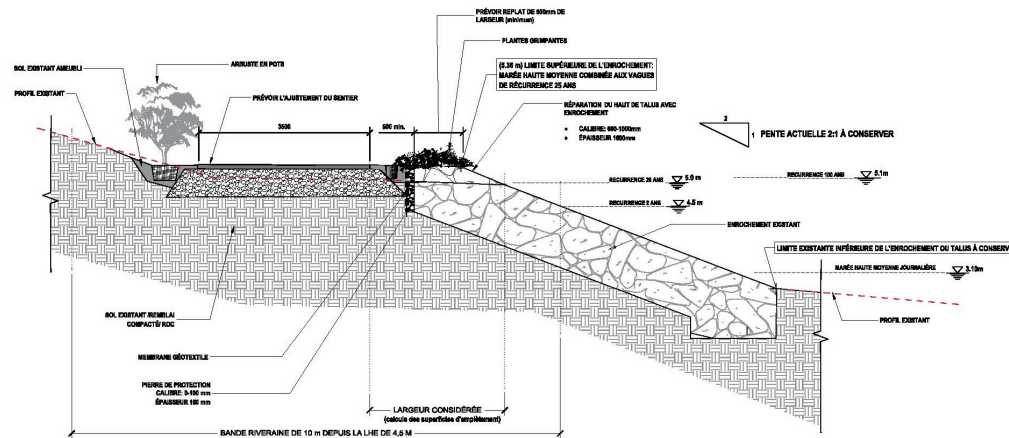 PRÉVOIR REPLAT DE 500mm DE
LARGEUR (minimum)
PLANTES GRIMPANTES
ARBUSTE EN POTS
SOL EXISTANT AMEUBLI
PROFIL EXISTANT
PRÉVOIR L'AJUSTEMENT DU SENTIER
(5.35 m) LIMITE SUPÉRIEURE DE L'ENROCHEMENT:
MARÉE HAUTE MOYENNE COMBINÉE AUX VAGUES
DE RÉCURRENCE 25 ANS
RÉPARATION DU HAUT DE TALUS AVEC
ENROCHEMENT
• CALIBRE: 600-1000mm
• ÉPAISSEUR 1600mm
2
1 PENTE ACTUELLE 2:1 À CONSERVER
3500
500 min.
RECURRENCE 25 ANS 5.0 m
RECURRENCE 100 ANS 5.1m
RECURRENCE 2 ANS 4.5 m
ENROCHEMENT EXISTANT
LIMITE EXISTANTE INFÉRIEURE DE L'ENROCHEMENT OU TALUS À CONSERV
MARÉE HAUTE MOYENNE JOURNALIÈRE 3.10m
PROFIL EXISTANT
SOL EXISTANT /REMBLAI
COMPACTÉ/ ROC
MEMBRANE GÉOTEXTILE
PIERRE DE PROTECTION
CALIBRE: 0-100 mm
ÉPAISSEUR 150 mm
LARGEUR CONSIDÉRÉE
(calculs des superficies d'empiètement)
BANDE RIVERAINE DE 10 m DEPUIS LA LHE DE 4,5 M